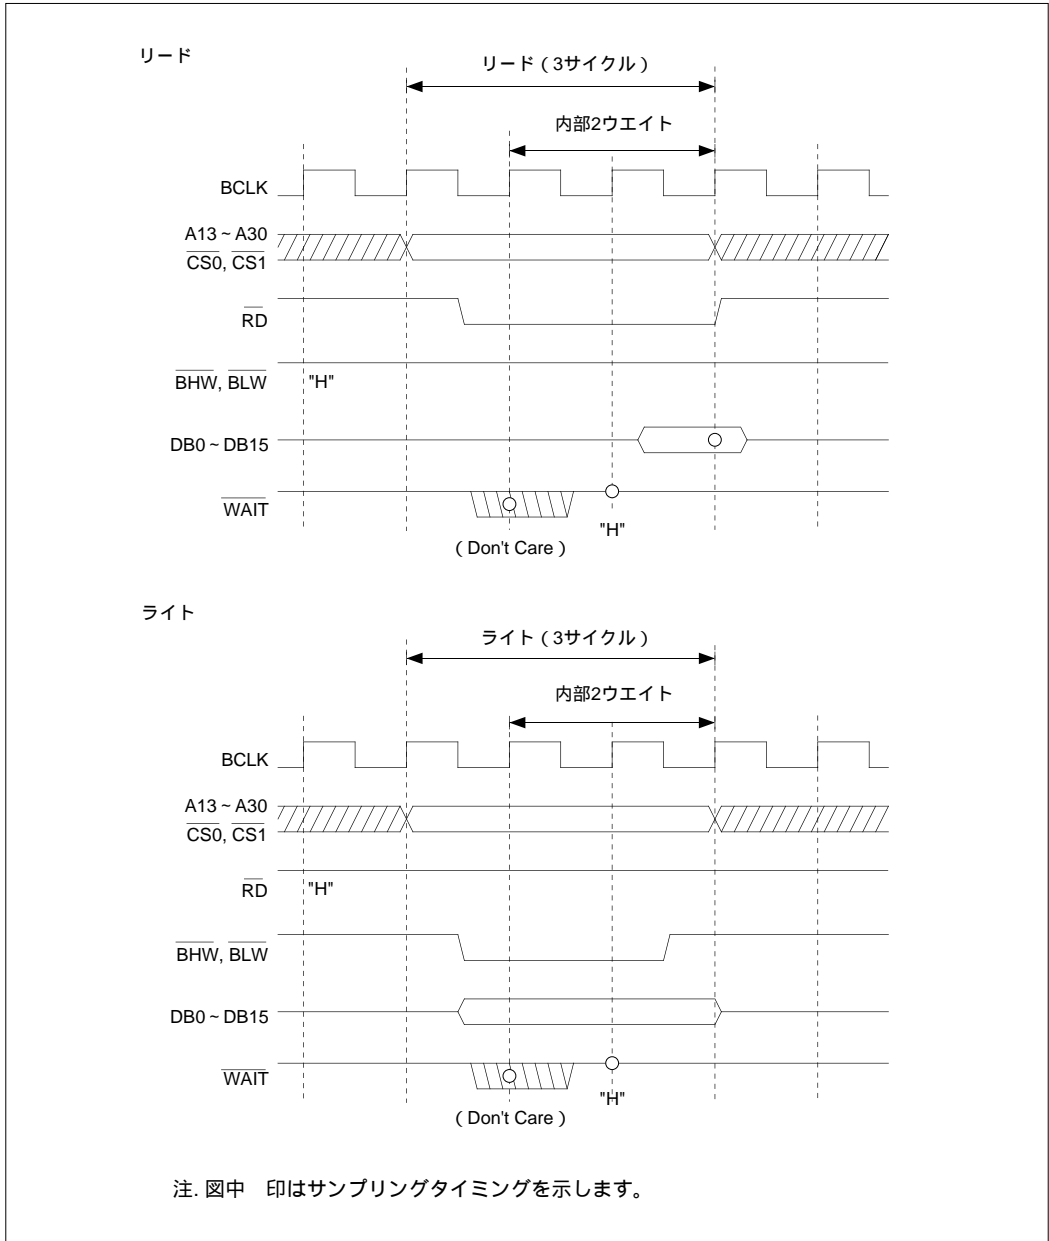 リード
リード（3サイクル）
内部2ウエイト
BCLK
A13～A30
CS0, CS1
RD
BHW, BLW "H"
DB0～DB15
WAIT
"H"
（Don't Care）
ライト
ライト（3サイクル）
内部2ウエイト
BCLK
A13～A30
CS0, CS1
RD "H"
BHW, BLW
DB0～DB15
WAIT
"H"
（Don't Care）
注. 図中　印はサンプリングタイミングを示します。